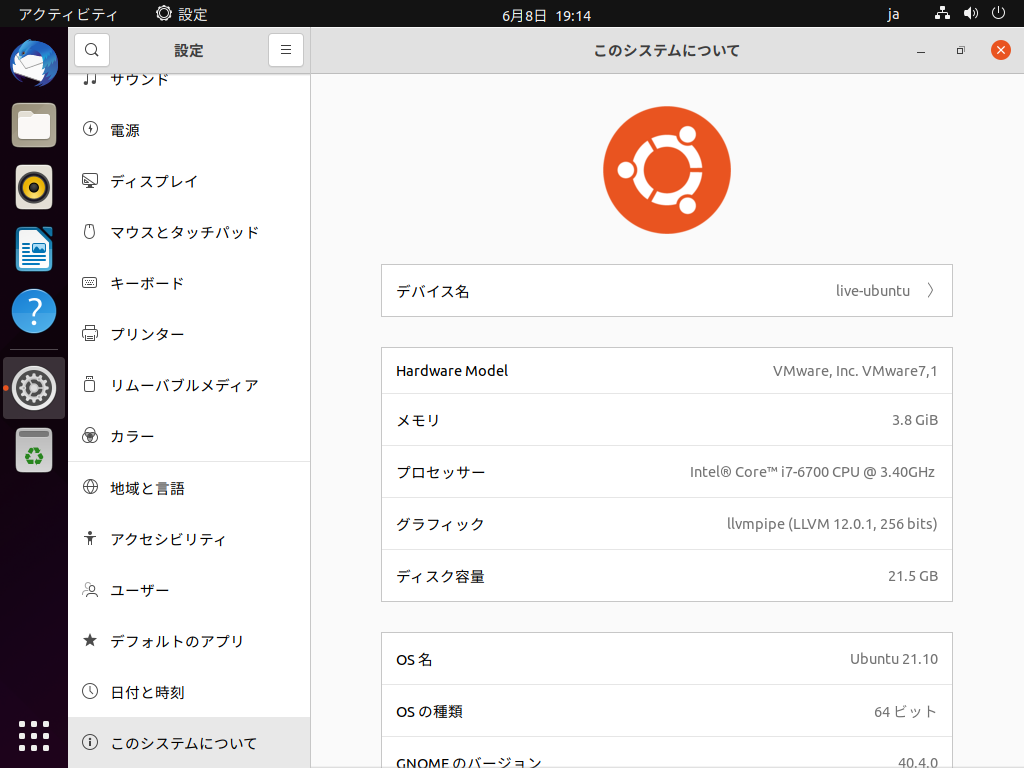 アクティビティ 設定 6月8日 19:14 ja
設定 このシステムについて
サウンド
電源
ディスプレイ
マウスとタッチパッド
キーボード
プリンター
リムーバブルメディア
カラー
地域と言語
アクセシビリティ
ユーザー
デフォルトのアプリ
日付と時刻
このシステムについて
デバイス名 live-ubuntu
Hardware Model VMware, Inc. VMware7,1
メモリ 3.8 GiB
プロセッサー Intel® Core™ i7-6700 CPU @ 3.40GHz
グラフィック llvmpipe (LLVM 12.0.1, 256 bits)
ディスク容量 21.5 GB
OS 名 Ubuntu 21.10
OS の種類 64 ビット
GNOME のバージョン 40.4.0